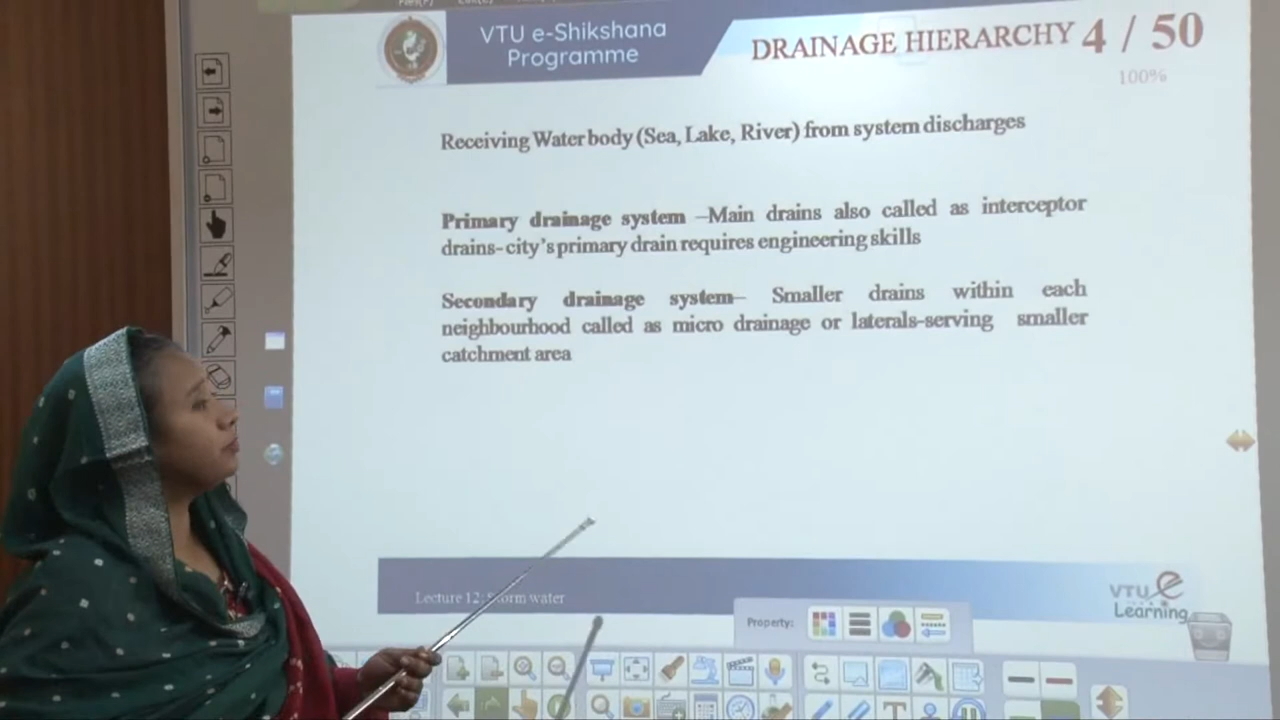 VTU e-Shikshana
Programme
DRAINAGE HIERARCHY 4 / 50
100%
Receiving Water body (Sea, Lake, River) from system discharges
Primary drainage system –Main drains also called as interceptor
drains- city’s primary drain requires engineering skills
Secondary drainage system– Smaller drains within each
neighbourhood called as micro drainage or laterals-serving smaller
catchment area
Lecture 12: Storm water
VTU e
Learning
Property: